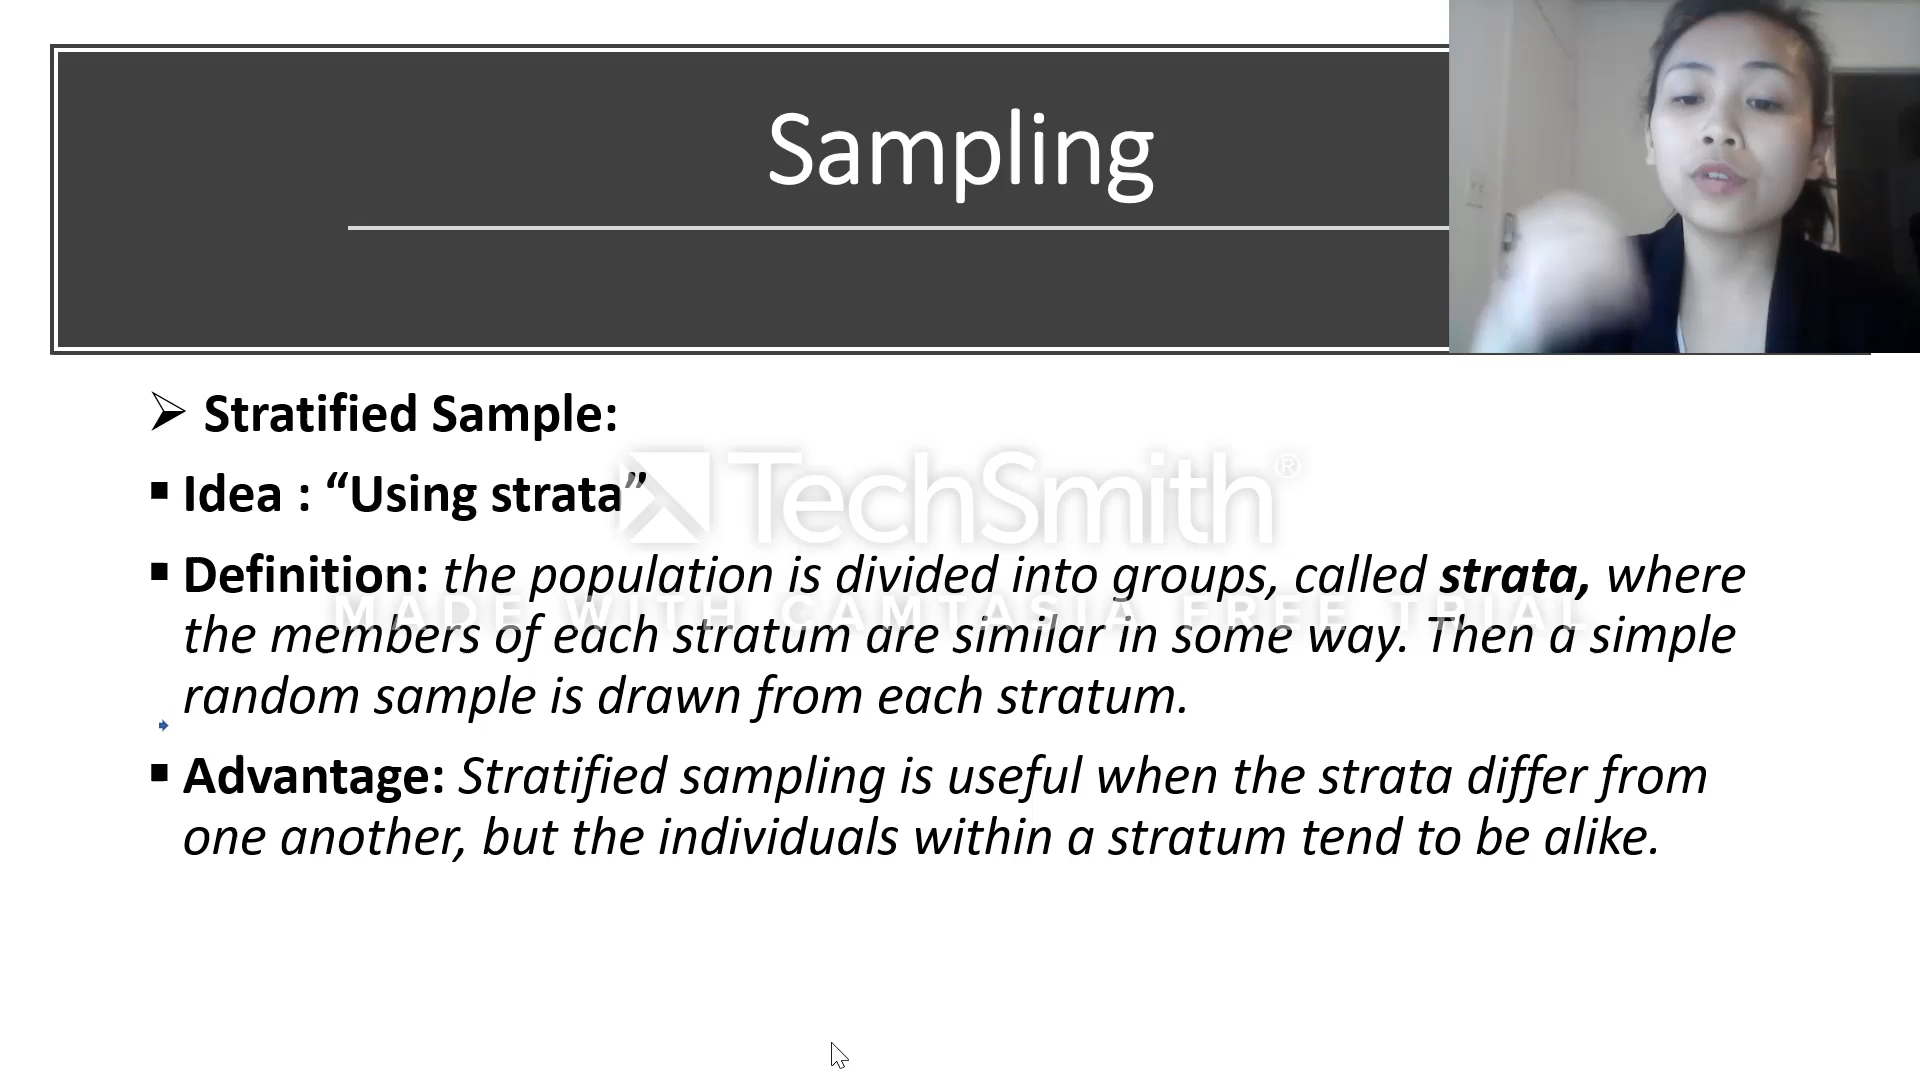 Sampling
Stratified Sample:
Idea : “Using strata”
TechSmith®
Definition: the population is divided into groups, called strata, where
MADE WITH CAMTASIA FREE TRIAL
the members of each stratum are similar in some way. Then a simple
random sample is drawn from each stratum.
Advantage: Stratified sampling is useful when the strata differ from
one another, but the individuals within a stratum tend to be alike.